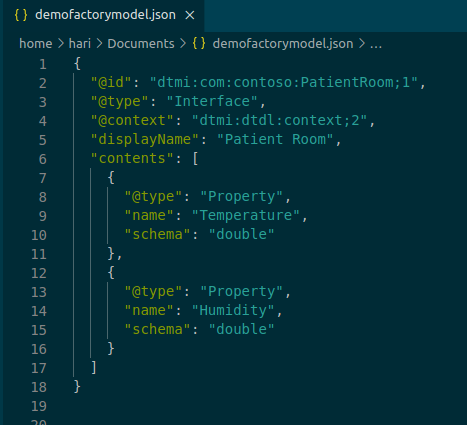 {} demofactorymodel.json ×
home > hari > Documents > {} demofactorymodel.json > ...
1 {
2 "@id": "dtmi:com:contoso:PatientRoom;1",
3 "@type": "Interface",
4 "@context": "dtmi:dtdl:context;2",
5 "displayName": "Patient Room",
6 "contents": [
7 {
8 "@type": "Property",
9 "name": "Temperature",
10 "schema": "double"
11 },
12 {
13 "@type": "Property",
14 "name": "Humidity",
15 "schema": "double"
16 }
17 ]
18 }
19
20